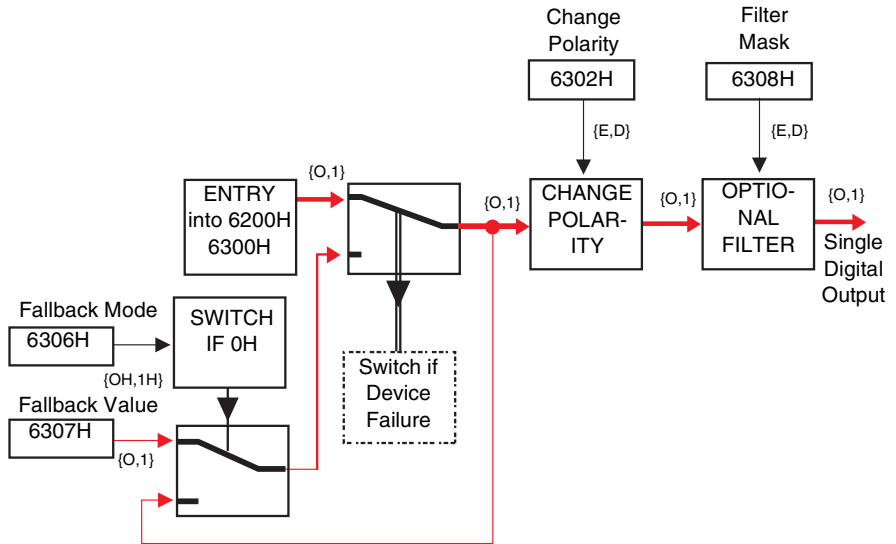 Change
Polarity
6302H
{E,D}
Filter
Mask
6308H
{E,D}
{O,1}
ENTRY
into 6200H
6300H
{O,1}
CHANGE
POLAR-
ITY
{O,1}
OPTIO-
NAL
FILTER
{O,1}
Single
Digital
Output
Fallback Mode
6306H
{OH,1H}
SWITCH
IF 0H
Switch if
Device
Failure
Fallback Value
6307H
{O,1}